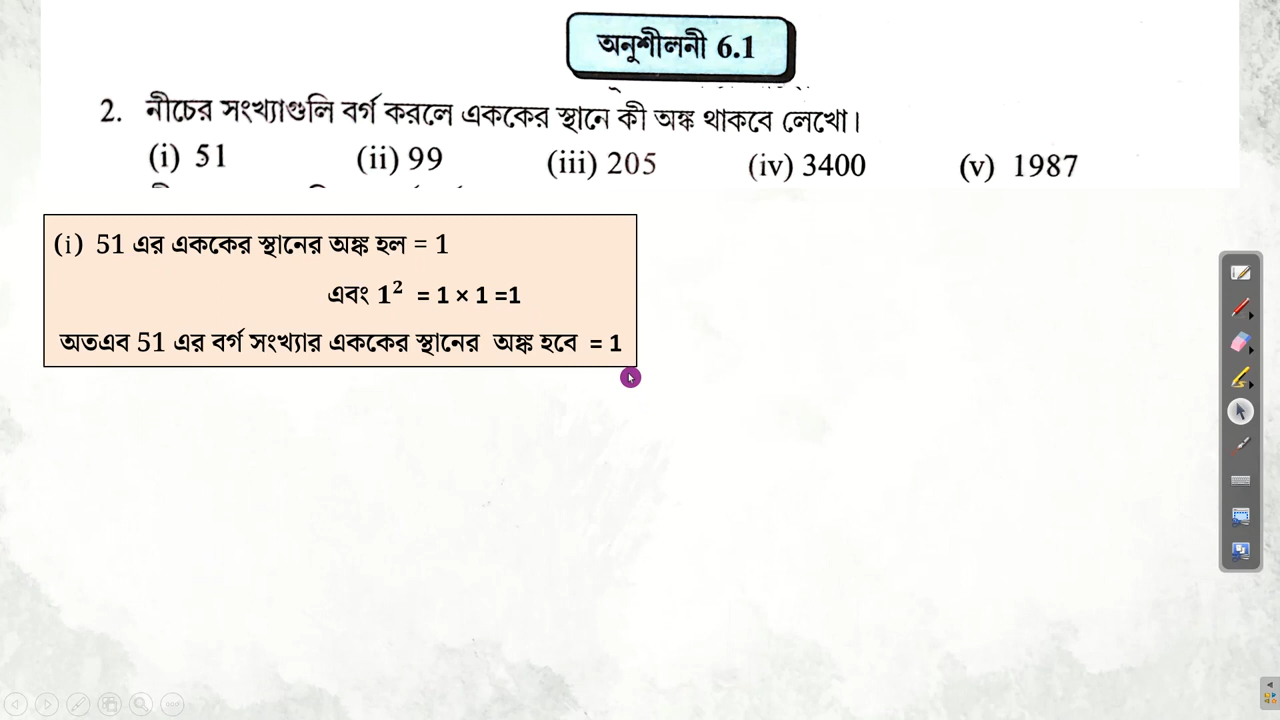 অনুশীলনী 6.1
2. নীচের সংখ্যাগুলি বর্গ করলে এককের স্থানে কী অঙ্ক থাকবে লেখো।
(i) 51 (ii) 99 (iii) 205 (iv) 3400 (v) 1987
(i) 51 এর এককের স্থানের অঙ্ক হল = 1
এবং 1² = 1 × 1 =1
অতএব 51 এর বর্গ সংখ্যার এককের স্থানের অঙ্ক হবে = 1